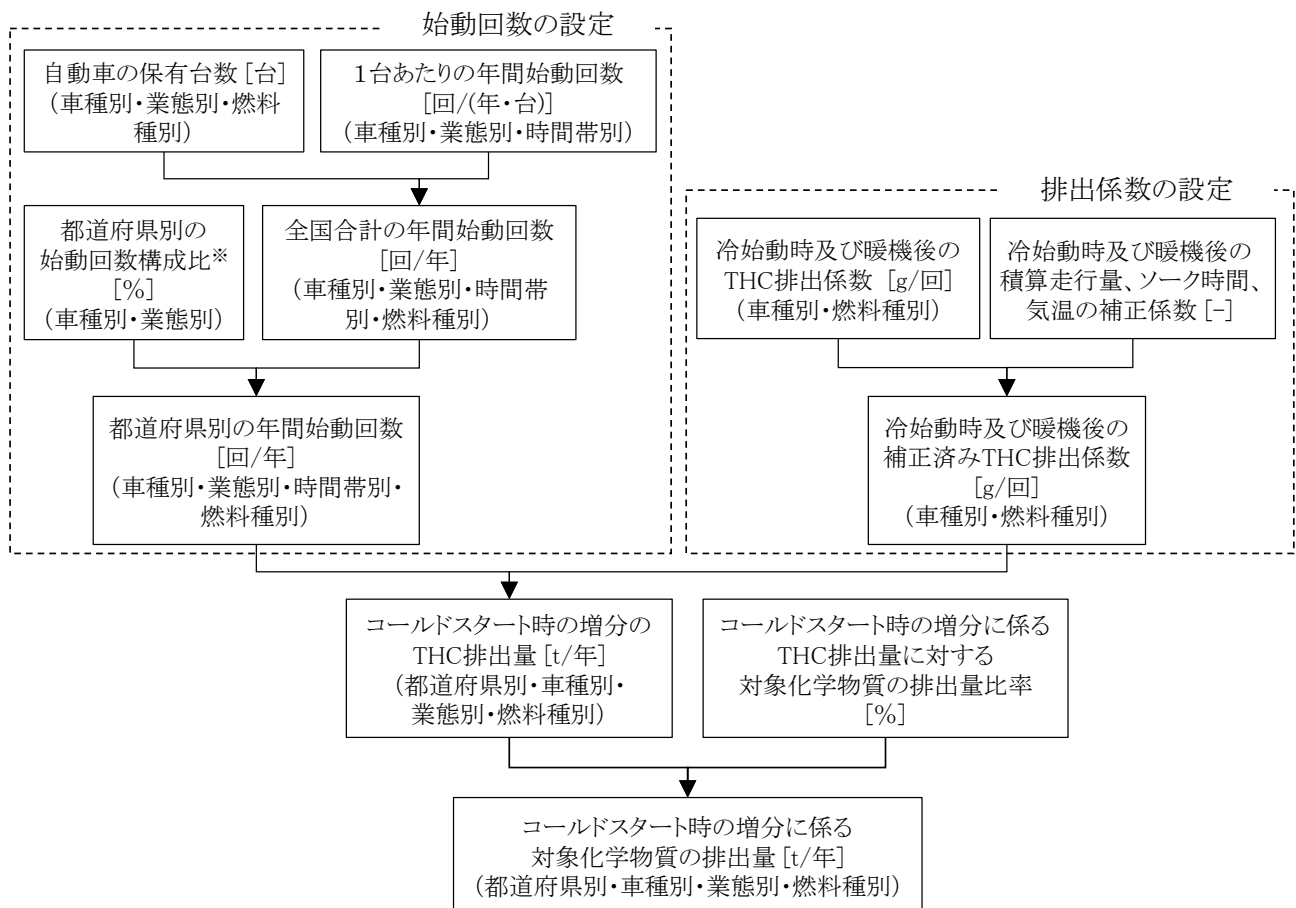 始動回数の設定
自動車の保有台数[台]
(車種別・業態別・燃料
種別)
1台あたりの年間始動回数
[回/(年・台)]
(車種別・業態別・時間帯別)
都道府県別の
始動回数構成比※
[%]
(車種別・業態別)
全国合計の年間始動回数
[回/年]
(車種別・業態別・時間帯
別・燃料種別)
都道府県別の年間始動回数
[回/年]
(車種別・業態別・時間帯別・
燃料種別)
排出係数の設定
冷始動時及び暖機後の
THC排出係数 [g/回]
(車種別・燃料種別)
冷始動時及び暖機後の
積算走行量、ソーク時間、
気温の補正係数[-]
冷始動時及び暖機後の
補正済みTHC排出係数
[g/回]
(車種別・燃料種別)
コールドスタート時の増分の
THC排出量[t/年]
(都道府県別・車種別・
業態別・燃料種別)
コールドスタート時の増分に係る
THC排出量に対する
対象化学物質の排出量比率
[%]
コールドスタート時の増分に係る
対象化学物質の排出量[t/年]
(都道府県別・車種別・業態別・燃料種別)